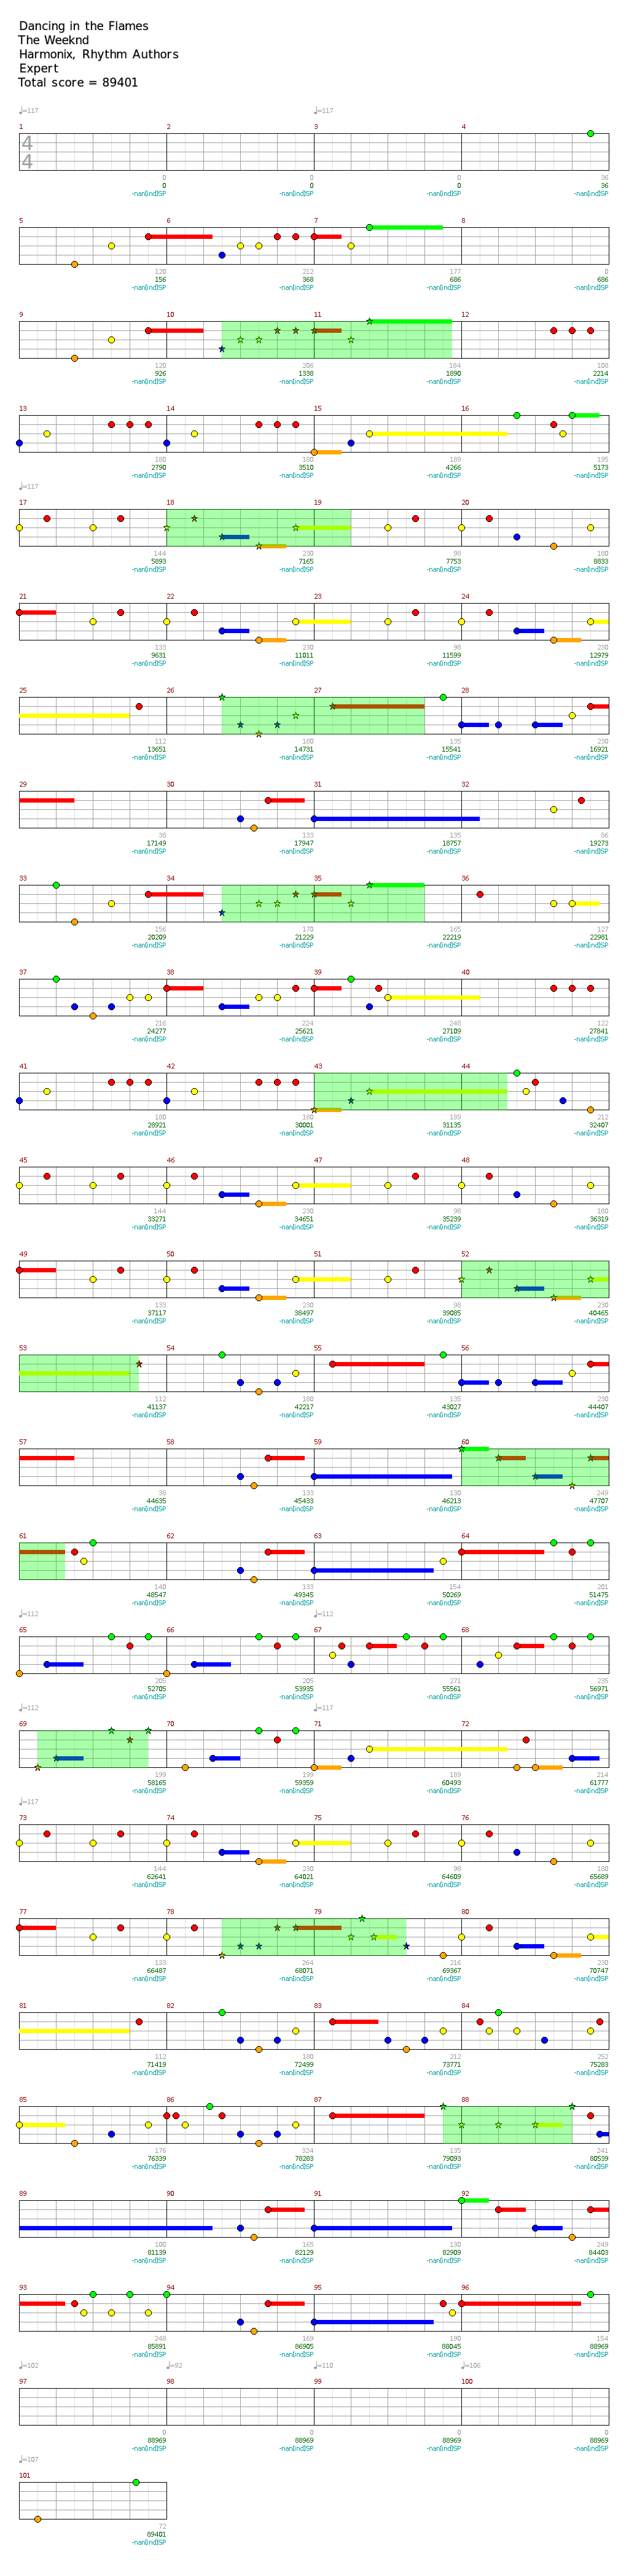 Dancing in the Flames
The Weeknd
Harmonix, Rhythm Authors
Expert
Total score = 89401
♩=117 ♩=117
1 2 3 4
4
4
0 0 0 36
0 0 0 36
-nan(ind)SP -nan(ind)SP -nan(ind)SP -nan(ind)SP
5 6 7 8
120 212 177 0
156 368 686 686
-nan(ind)SP -nan(ind)SP -nan(ind)SP -nan(ind)SP
9 10 11 12
120 206 184 108
926 1338 1890 2214
-nan(ind)SP -nan(ind)SP -nan(ind)SP -nan(ind)SP
13 14 15 16
180 180 189 195
2790 3510 4266 5173
-nan(ind)SP -nan(ind)SP -nan(ind)SP -nan(ind)SP
♩=117
17 18 19 20
144 230 98 180
5893 7165 7753 8833
-nan(ind)SP -nan(ind)SP -nan(ind)SP -nan(ind)SP
21 22 23 24
133 230 98 230
9631 11011 11599 12979
-nan(ind)SP -nan(ind)SP -nan(ind)SP -nan(ind)SP
25 26 27 28
112 180 135 230
13651 14731 15541 16921
-nan(ind)SP -nan(ind)SP -nan(ind)SP -nan(ind)SP
29 30 31 32
38 133 135 86
17149 17947 18757 19273
-nan(ind)SP -nan(ind)SP -nan(ind)SP -nan(ind)SP
33 34 35 36
156 170 165 127
20209 21229 22219 22981
-nan(ind)SP -nan(ind)SP -nan(ind)SP -nan(ind)SP
37 38 39 40
216 224 248 122
24277 25621 27109 27841
-nan(ind)SP -nan(ind)SP -nan(ind)SP -nan(ind)SP
41 42 43 44
180 180 189 212
28921 30001 31135 32407
-nan(ind)SP -nan(ind)SP -nan(ind)SP -nan(ind)SP
45 46 47 48
144 230 98 180
33271 34651 35239 36319
-nan(ind)SP -nan(ind)SP -nan(ind)SP -nan(ind)SP
49 50 51 52
133 230 98 230
37117 38497 39085 40465
-nan(ind)SP -nan(ind)SP -nan(ind)SP -nan(ind)SP
53 54 55 56
112 180 135 230
41137 42217 43027 44407
-nan(ind)SP -nan(ind)SP -nan(ind)SP -nan(ind)SP
57 58 59 60
38 133 130 249
44635 45433 46213 47707
-nan(ind)SP -nan(ind)SP -nan(ind)SP -nan(ind)SP
61 62 63 64
140 133 154 201
48547 49345 50269 51475
-nan(ind)SP -nan(ind)SP -nan(ind)SP -nan(ind)SP
♩=112 ♩=112
65 66 67 68
205 205 271 235
52705 53935 55561 56971
-nan(ind)SP -nan(ind)SP -nan(ind)SP -nan(ind)SP
♩=112 ♩=117
69 70 71 72
199 199 189 214
58165 59359 60493 61777
-nan(ind)SP -nan(ind)SP -nan(ind)SP -nan(ind)SP
♩=117
73 74 75 76
144 230 98 180
62641 64021 64609 65689
-nan(ind)SP -nan(ind)SP -nan(ind)SP -nan(ind)SP
77 78 79 80
133 264 216 230
66487 68071 69367 70747
-nan(ind)SP -nan(ind)SP -nan(ind)SP -nan(ind)SP
81 82 83 84
112 180 212 252
71419 72499 73771 75283
-nan(ind)SP -nan(ind)SP -nan(ind)SP -nan(ind)SP
85 86 87 88
176 324 135 241
76339 78283 79093 80539
-nan(ind)SP -nan(ind)SP -nan(ind)SP -nan(ind)SP
89 90 91 92
100 165 130 249
81139 82129 82909 84403
-nan(ind)SP -nan(ind)SP -nan(ind)SP -nan(ind)SP
93 94 95 96
248 169 190 154
85891 86905 88045 88969
-nan(ind)SP -nan(ind)SP -nan(ind)SP -nan(ind)SP
♩=102 ♩=92 ♩=110 ♩=106
97 98 99 100
0 0 0 0
88969 88969 88969 88969
-nan(ind)SP -nan(ind)SP -nan(ind)SP -nan(ind)SP
♩=107
101
72
89401
-nan(ind)SP